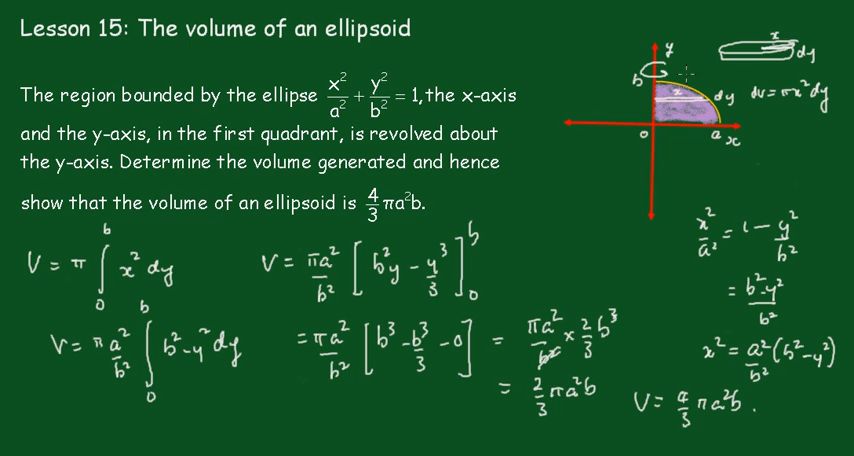 Lesson 15: The volume of an ellipsoid
The region bounded by the ellipse x²/a² + y²/b² = 1, the x-axis
and the y-axis, in the first quadrant, is revolved about
the y-axis. Determine the volume generated and hence
show that the volume of an ellipsoid is 4/3 πa²b.
y
b
x
dy
o
a
x
x
dy
dv = πx² dy
V = π ∫₀ᵇ x² dy
V = π a²/b² ∫₀ᵇ b² - y² dy
V = πa²/b² [b²y - y³/3]₀ᵇ
= πa²/b² [b³ - b³/3 - 0] = πa²/b² × 2/3 b³
= 2/3 πa²b
x²/a² = 1 - y²/b²
= b² - y²/b²
x² = a²/b² (b² - y²)
V = 4/3 πa²b.